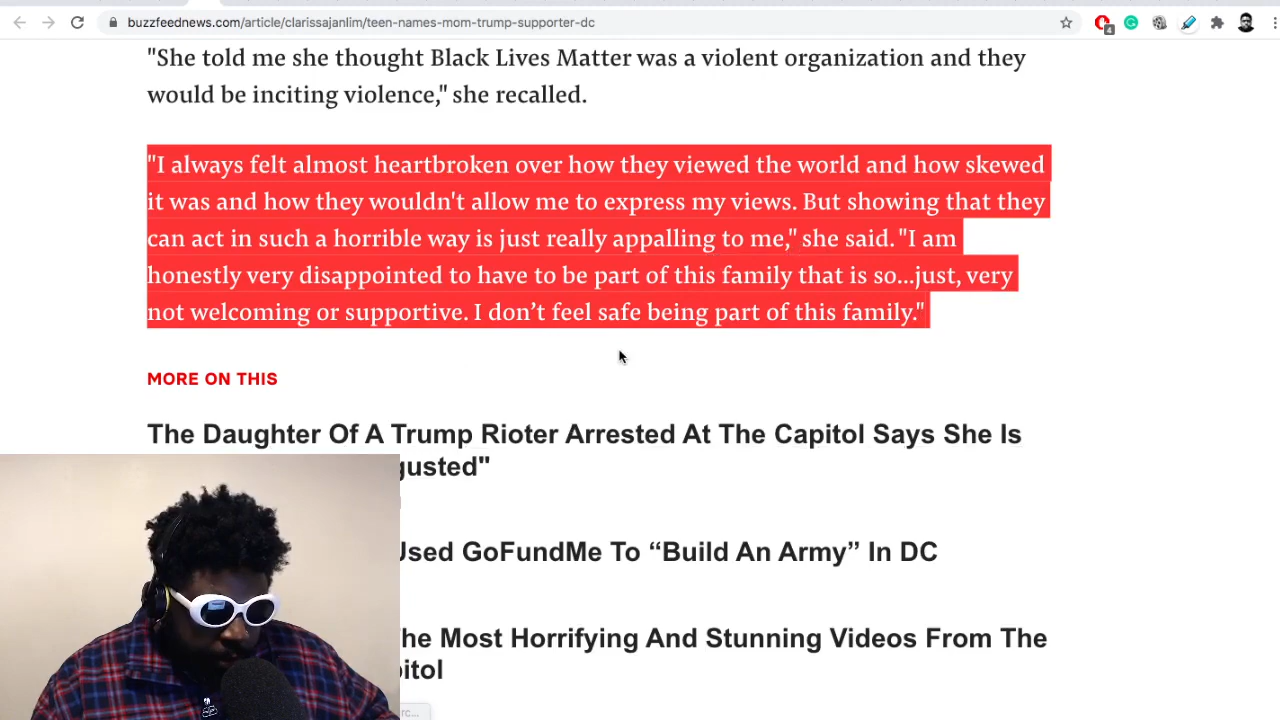 buzzfeednews.com/article/clarissajanlim/teen-names-mom-trump-supporter-dc
4
"She told me she thought Black Lives Matter was a violent organization and they
would be inciting violence," she recalled.
"I always felt almost heartbroken over how they viewed the world and how skewed
it was and how they wouldn't allow me to express my views. But showing that they
can act in such a horrible way is just really appalling to me," she said. "I am
honestly very disappointed to have to be part of this family that is so...just, very
not welcoming or supportive. I don’t feel safe being part of this family."
MORE ON THIS
The Daughter Of A Trump Rioter Arrested At The Capitol Says She Is
gusted"
Used GoFundMe To “Build An Army” In DC
he Most Horrifying And Stunning Videos From The
itol